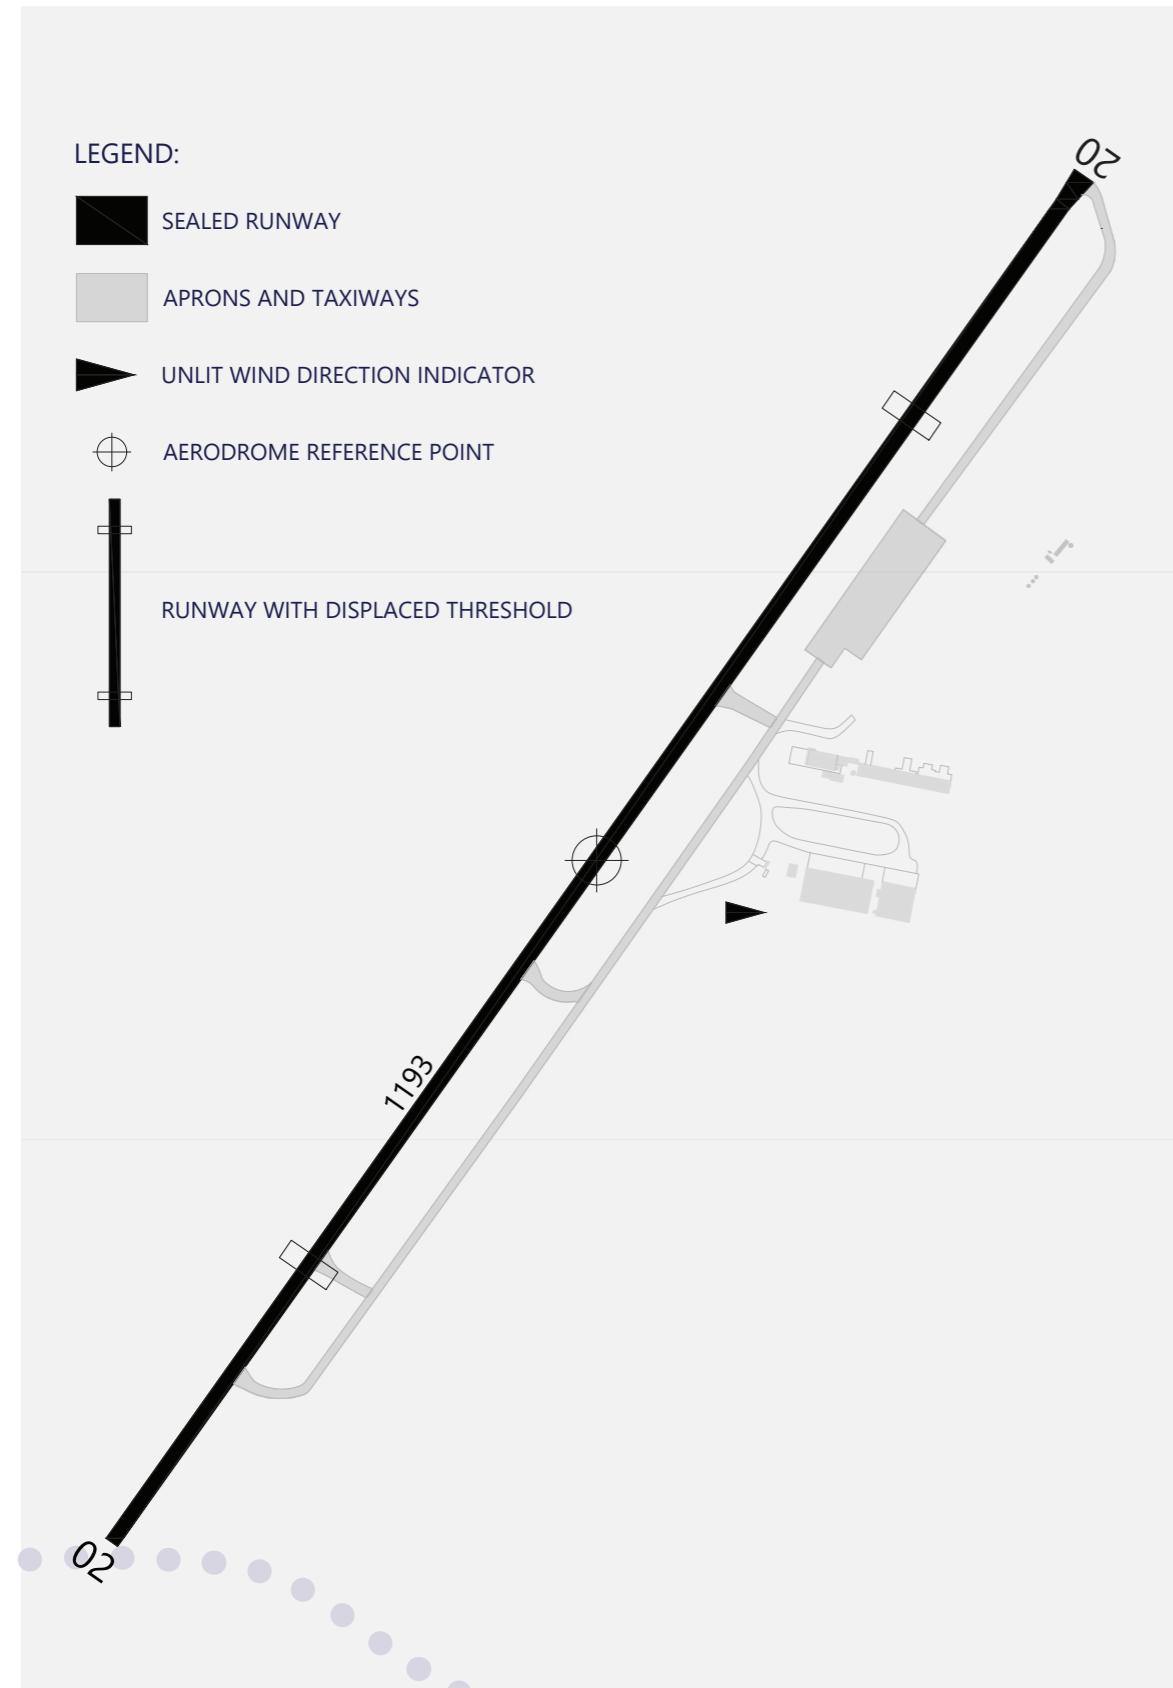 LEGEND:
SEALED RUNWAY
APRONS AND TAXIWAYS
UNLIT WIND DIRECTION INDICATOR
AERODROME REFERENCE POINT
RUNWAY WITH DISPLACED THRESHOLD
20
1193
02